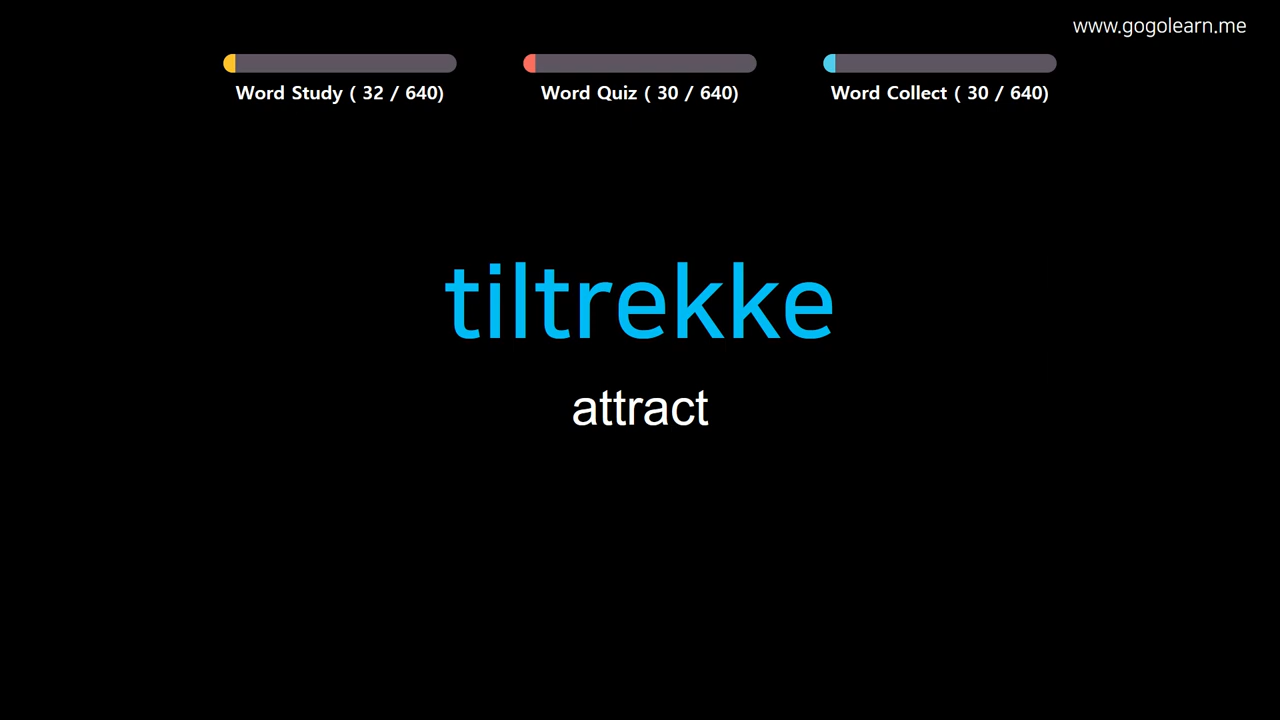 www.gogolearn.me
Word Study ( 32 / 640)
Word Quiz ( 30 / 640)
Word Collect ( 30 / 640)
tiltrekke
attract